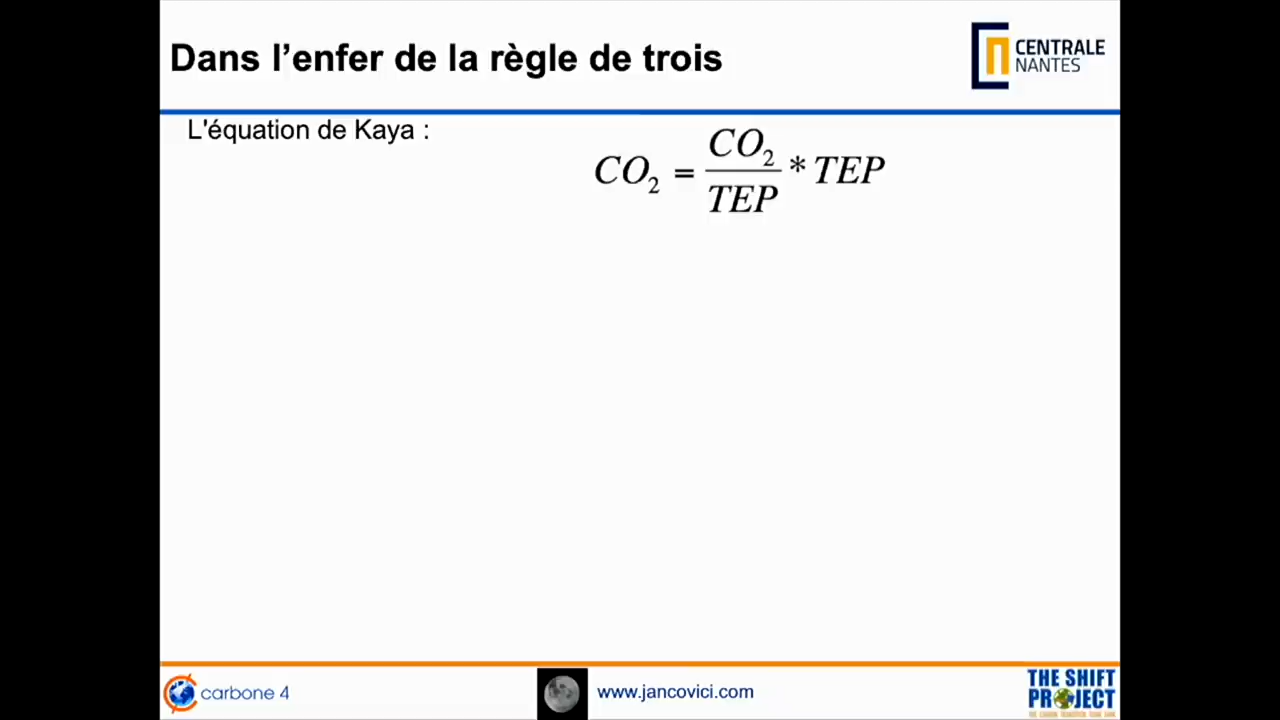 Dans l’enfer de la règle de trois
CENTRALE
NANTES
L'équation de Kaya :
CO₂ = CO₂ / TEP * TEP
carbone 4
www.jancovici.com
THE SHIFT
PROJECT